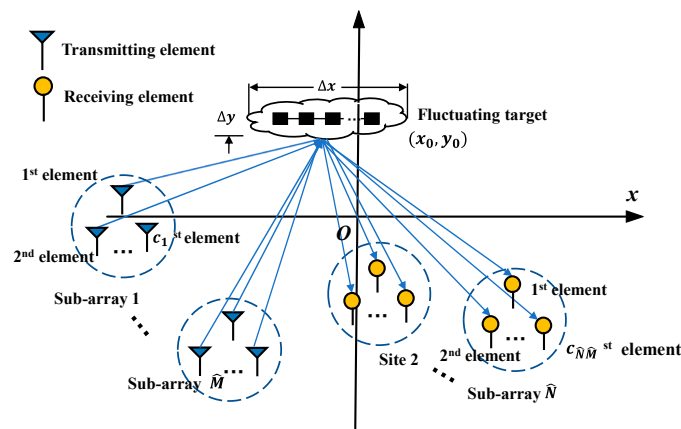 Transmitting element
Receiving element
Δx
Δy
Fluctuating target
(x₀, y₀)
1st element
x
2nd element
... c₁ st element
O
Sub-array 1
...
1st element
...
...
2nd element
c_N̂M̂ st element
Site 2
Sub-array M̂
...
Sub-array N̂